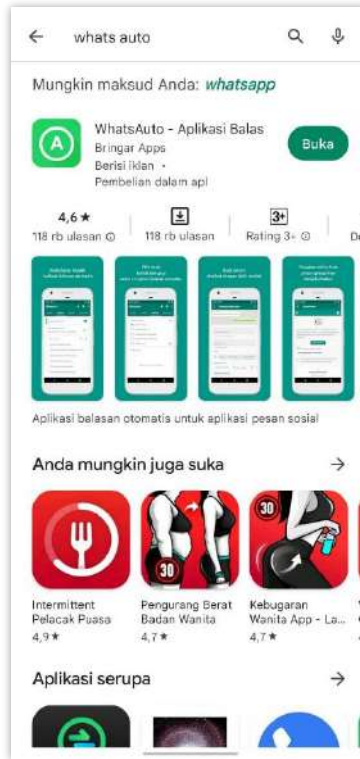 whats auto
Mungkin maksud Anda: whatsapp
WhatsAuto - Aplikasi Balas
Bringar Apps
Berisi iklan •
Pembelian dalam apl
Buka
4,6★
118 rb ulasan
118 rb ulasan
3+
Rating 3+
Aplikasi balasan otomatis untuk aplikasi pesan sosial
Anda mungkin juga suka
30
30
Intermittent
Pelacak Puasa
4,9★
Pengurang Berat
Badan Wanita
4,7★
Kebugaran
Wanita App - La...
4,7★
Aplikasi serupa